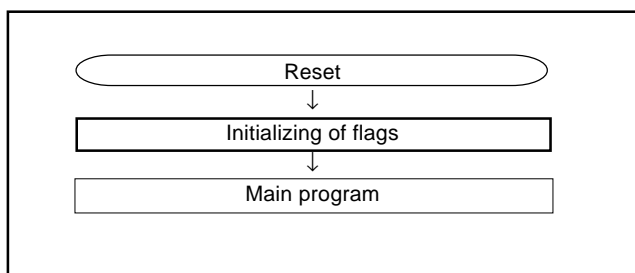 Reset
↓
Initializing of flags
↓
Main program